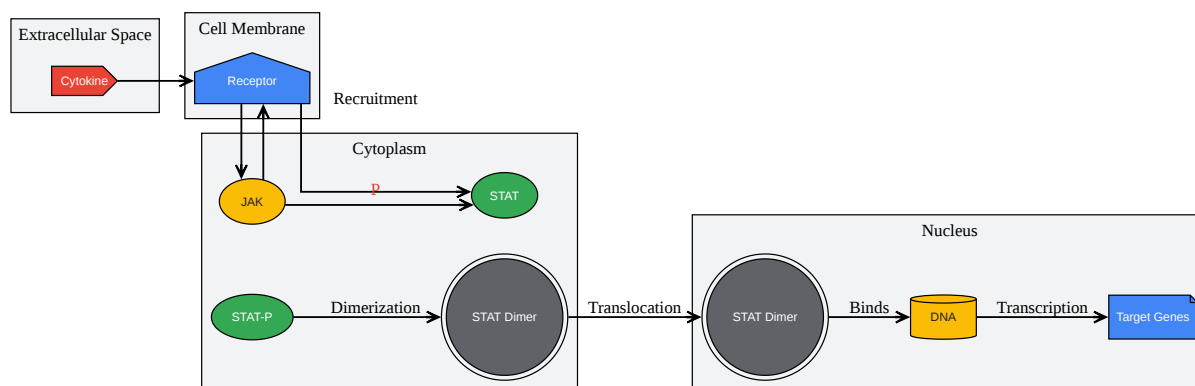 Extracellular Space
Cell Membrane
Cytokine
Receptor
Recruitment
Cytoplasm
P
JAK
STAT
Nucleus
STAT-P
Dimerization
STAT Dimer
Translocation
STAT Dimer
Binds
DNA
Transcription
Target Genes